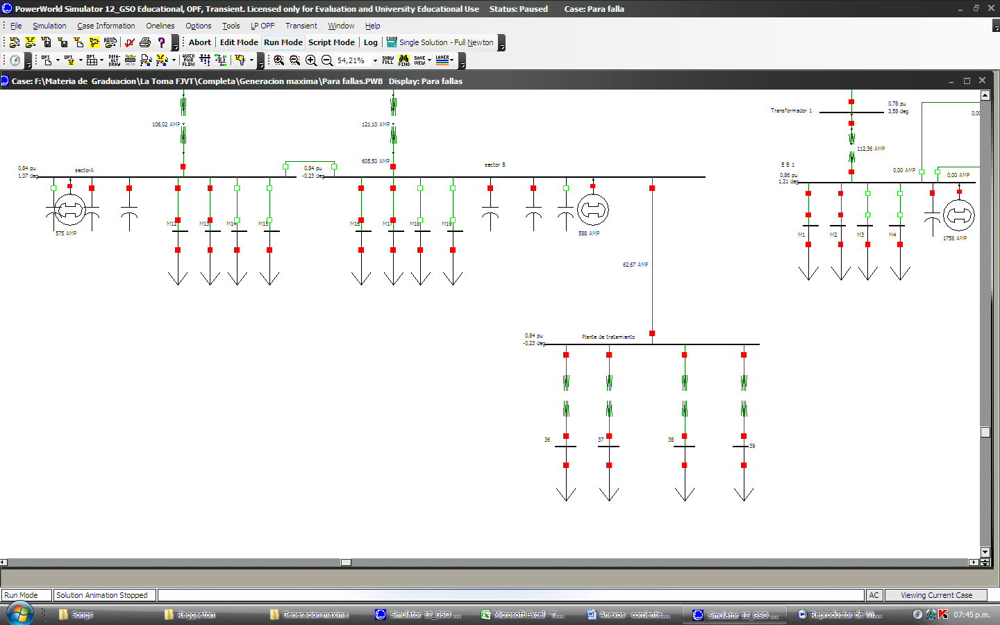 PowerWorld Simulator 12_GSO Educational, OPF, Transient. Licensed only for Evaluation and University Educational Use Status: Paused Case: Para falla
File Simulation Case Information Onelines Options Tools LP OPF Transient Window Help
Abort Edit Mode Run Mode Script Mode Log Single Solution - Full Newton
54,21%
Case: F:\Materia de Graduacion\La Toma FJVT\Completa\Generacion maxima\Para fallas.PWB Display: Para fallas
0,78 pu
Transformador 1
3,58 deg
106,02 AMP
121,10 AMP
112,36 AMP
605,50 AMP
sector B
E B 1
0,84 pu
sectorA
0,84 pu
0,00 AMP
1,07 deg
-0,23 deg
0,86 pu
0,00 AMP
1,21 deg
M12 M13 M14 M15 M16 M17 M18 M19
575 AMP
588 AMP
M1 M2 M3 M4
1756 AMP
62,67 AMP
0,84 pu
Plante de tratamiento
-0,23 deg
36 37 38 39
Run Mode Solution Animation Stopped AC Viewing Current Case
Songs Reggaeton Generacion maxima Simulator 12_GSO ... Microsoft Excel - T... Anexos - corriente... Simulator 12_GSO ... Reproductor de Wi... 07:45 p.m.